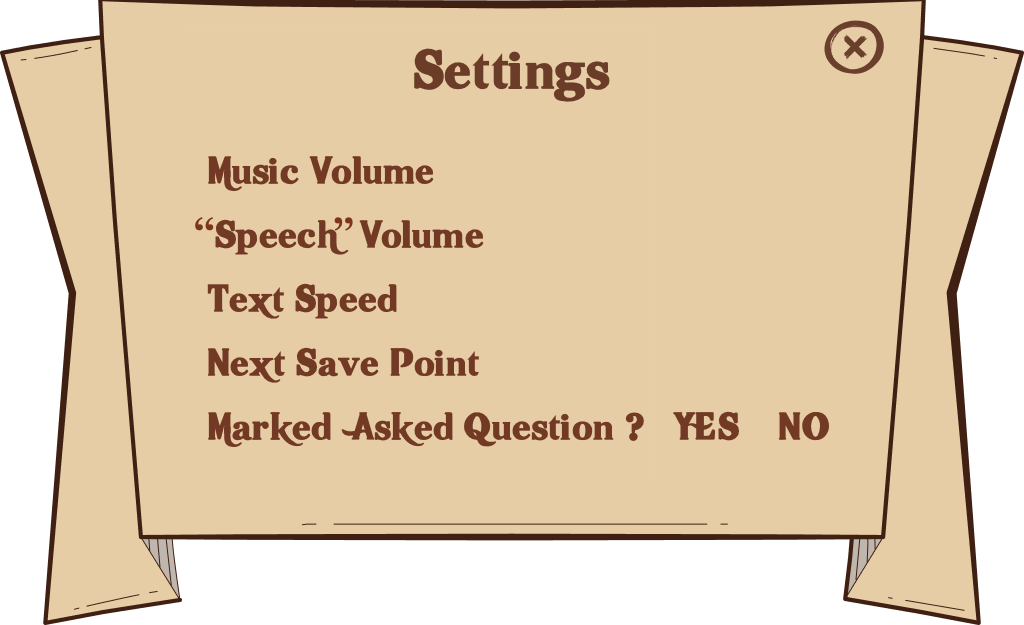 Settings
Music Volume
“Speech” Volume
Text Speed
Next Save Point
Marked Asked Question ? YES NO